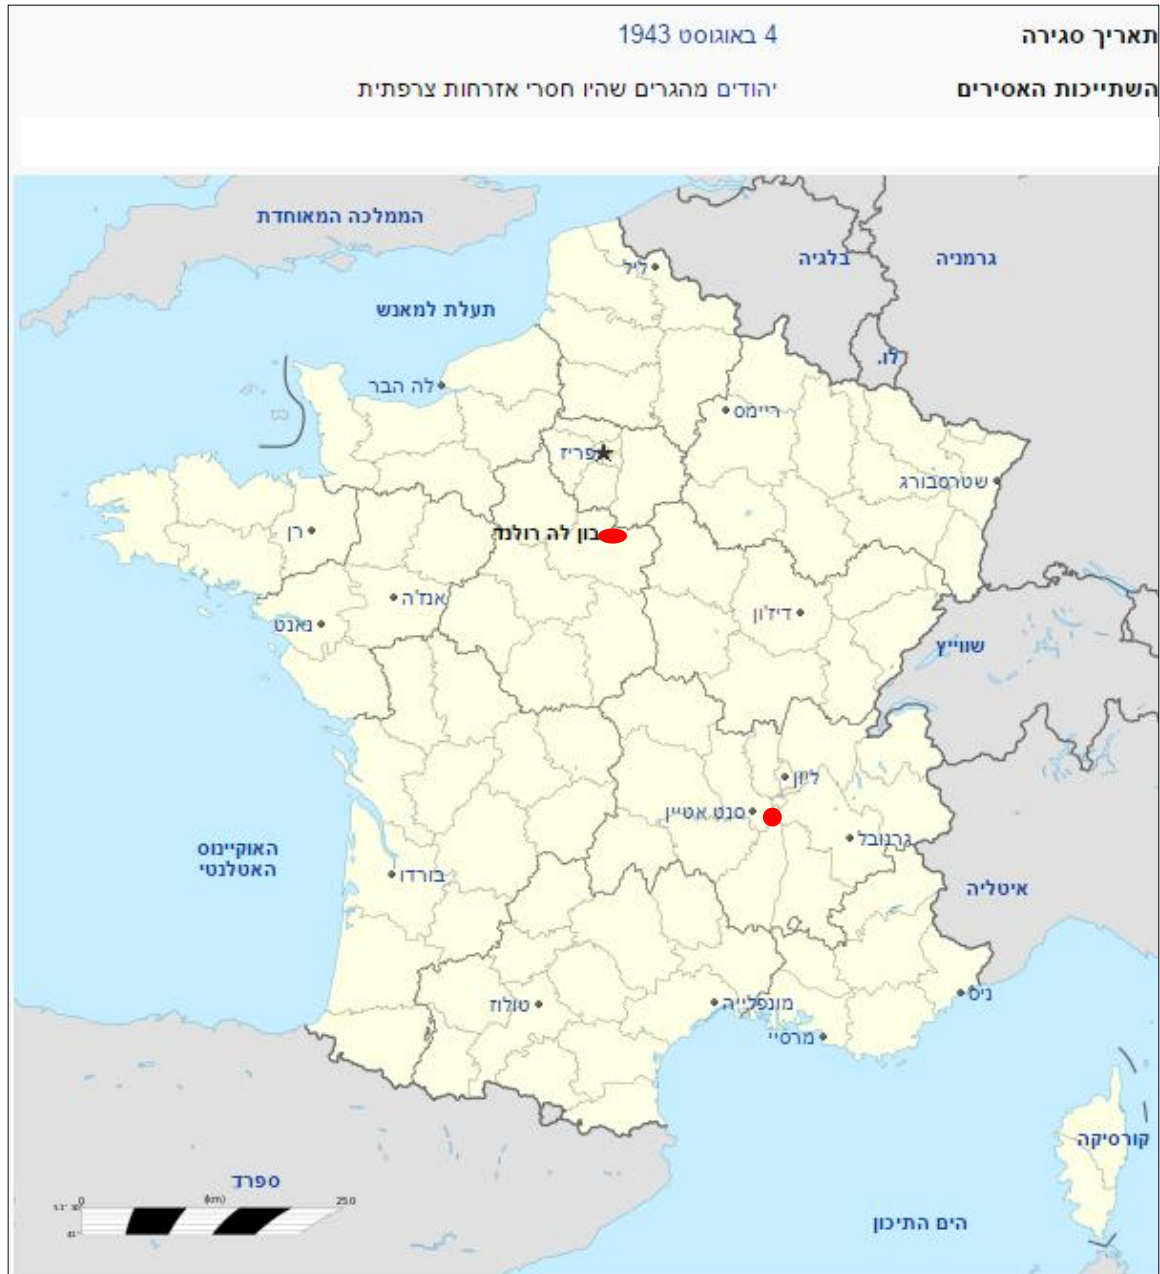 תאריך סגירה 4 באוגוסט 1943
השתייכות האסירים יהודים מהגרים שהיו חסרי אזרחות צרפתית
הממלכה המאוחדת
בלגיה
גרמניה
ליל
תעלת למאנש
לו.
לה הבר
ריימס
פריז
שטרסבורג
רן
בון לה רולנד
אנז'ה
דיז'ון
נאנט
שווייץ
ליון
סנט אטיין
גרנובל
האוקיינוס
האטלנטי
בורדו
איטליה
ניס
מונפלייה
טולוז
מרסיי
קורסיקה
ספרד
0 (km) 250
הים התיכון